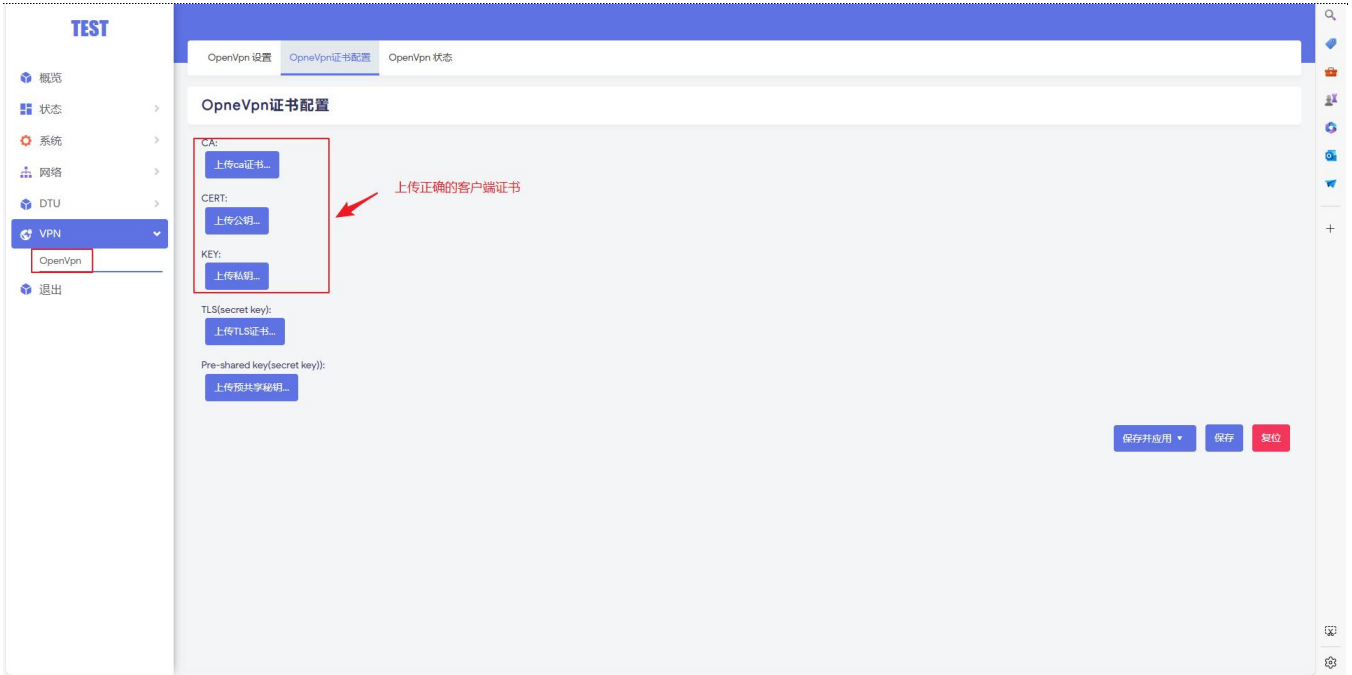 TEST
概览
状态
系统
网络
DTU
VPN
OpenVpn
退出
OpenVpn 设置
OpneVpn证书配置
OpenVpn 状态
OpneVpn证书配置
CA:
上传ca证书...
CERT:
上传公钥...
KEY:
上传私钥...
上传正确的客户端证书
TLS(secret key):
上传TLS证书...
Pre-shared key(secret key)):
上传预共享秘钥...
保存并应用
保存
复位